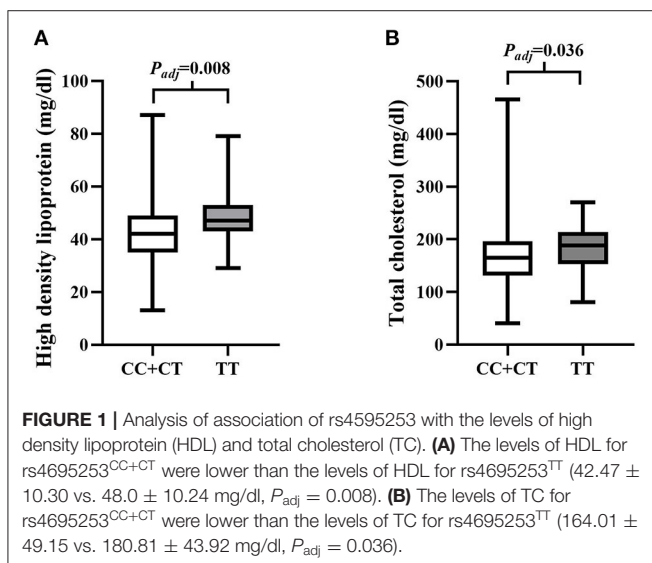 A
P_adj=0.008
High density lipoprotein (mg/dl)
100
80
60
40
20
0
CC+CT
TT
B
P_adj=0.036
Total cholesterol (mg/dl)
500
400
300
200
100
0
CC+CT
TT
FIGURE 1 | Analysis of association of rs4595253 with the levels of high
density lipoprotein (HDL) and total cholesterol (TC). (A) The levels of HDL for
rs4695253^CC+CT were lower than the levels of HDL for rs4695253^TT (42.47 ±
10.30 vs. 48.0 ± 10.24 mg/dl, P_adj = 0.008). (B) The levels of TC for
rs4695253^CC+CT were lower than the levels of TC for rs4695253^TT (164.01 ±
49.15 vs. 180.81 ± 43.92 mg/dl, P_adj = 0.036).